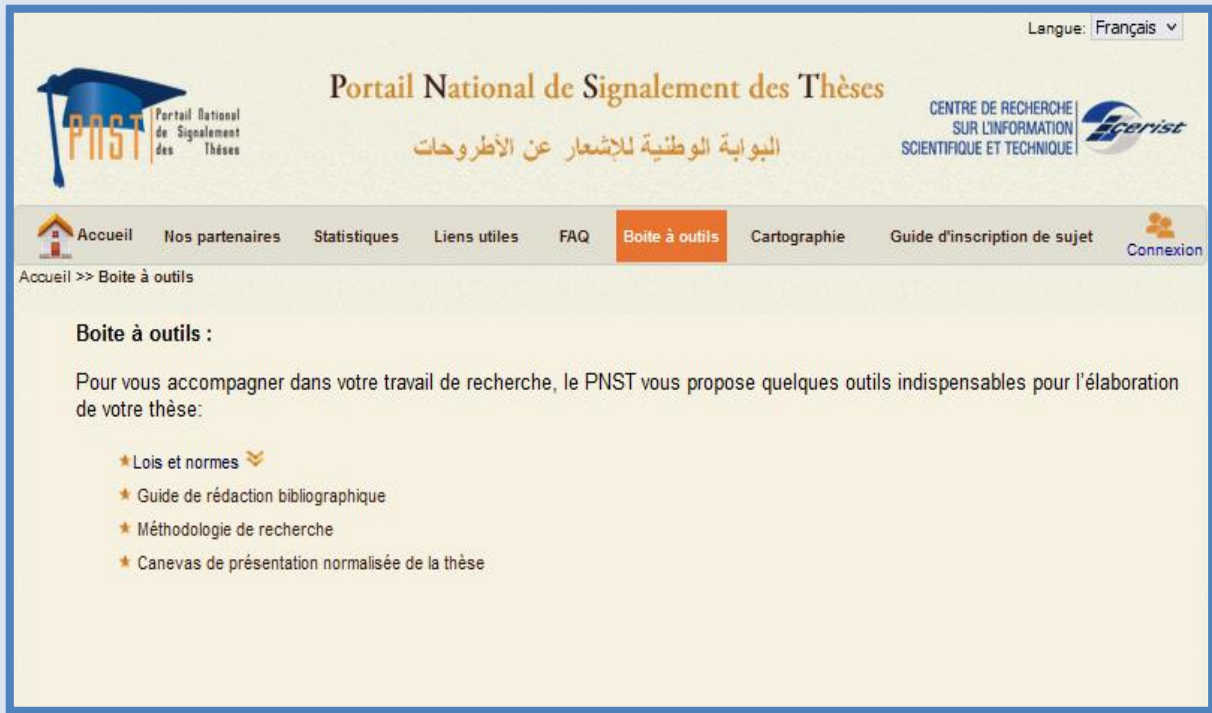 Langue: Français
PNST
Portail National
de Signalement
des Thèses
Portail National de Signalement des Thèses
البوابة الوطنية للإشعار عن الأطروحات
CENTRE DE RECHERCHE
SUR L'INFORMATION
SCIENTIFIQUE ET TECHNIQUE
cerist
Accueil Nos partenaires Statistiques Liens utiles FAQ Boite à outils Cartographie Guide d'inscription de sujet Connexion
Accueil >> Boite à outils
Boite à outils :
Pour vous accompagner dans votre travail de recherche, le PNST vous propose quelques outils indispensables pour l'élaboration
de votre thèse:
Lois et normes
Guide de rédaction bibliographique
Méthodologie de recherche
Canevas de présentation normalisée de la thèse